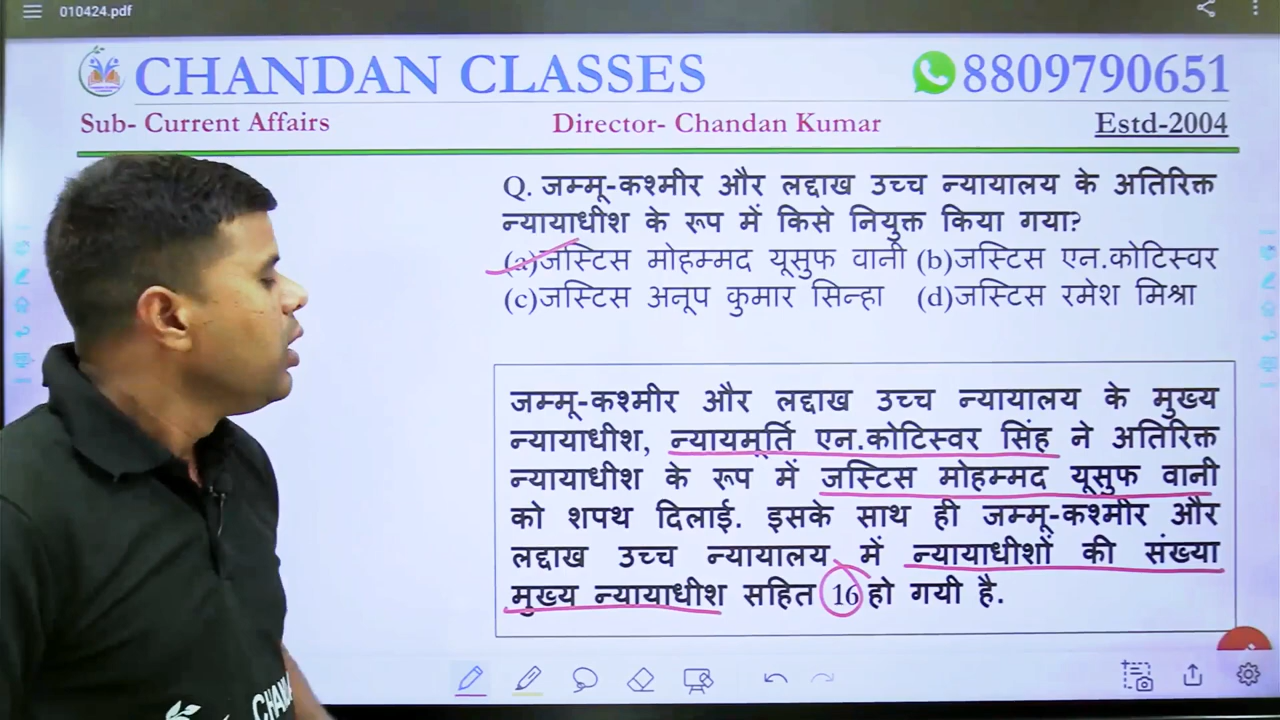 010424.pdf
CHANDAN CLASSES 8809790651
Sub- Current Affairs Director- Chandan Kumar Estd-2004
Q. जम्मू-कश्मीर और लद्दाख उच्च न्यायालय के अतिरिक्त
न्यायाधीश के रूप में किसे नियुक्त किया गया?
(a)जस्टिस मोहम्मद यूसुफ वानी (b)जस्टिस एन.कोटिस्वर
(c)जस्टिस अनूप कुमार सिन्हा (d)जस्टिस रमेश मिश्रा
जम्मू-कश्मीर और लद्दाख उच्च न्यायालय के मुख्य
न्यायाधीश, न्यायमूर्ति एन.कोटिस्वर सिंह ने अतिरिक्त
न्यायाधीश के रूप में जस्टिस मोहम्मद यूसुफ वानी
को शपथ दिलाई. इसके साथ ही जम्मू-कश्मीर और
लद्दाख उच्च न्यायालय में न्यायाधीशों की संख्या
मुख्य न्यायाधीश सहित 16 हो गयी है.